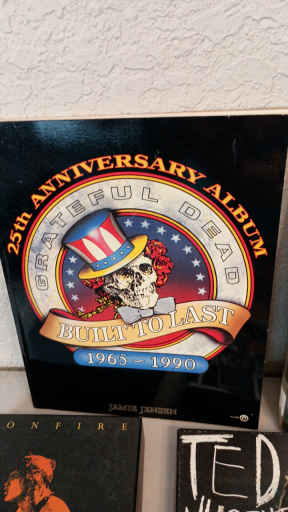 25th ANNIVERSARY ALBUM
GRATEFUL DEAD
BUILT TO LAST
1965 - 1990
JAMIE JENSEN
ONFIRE
TED